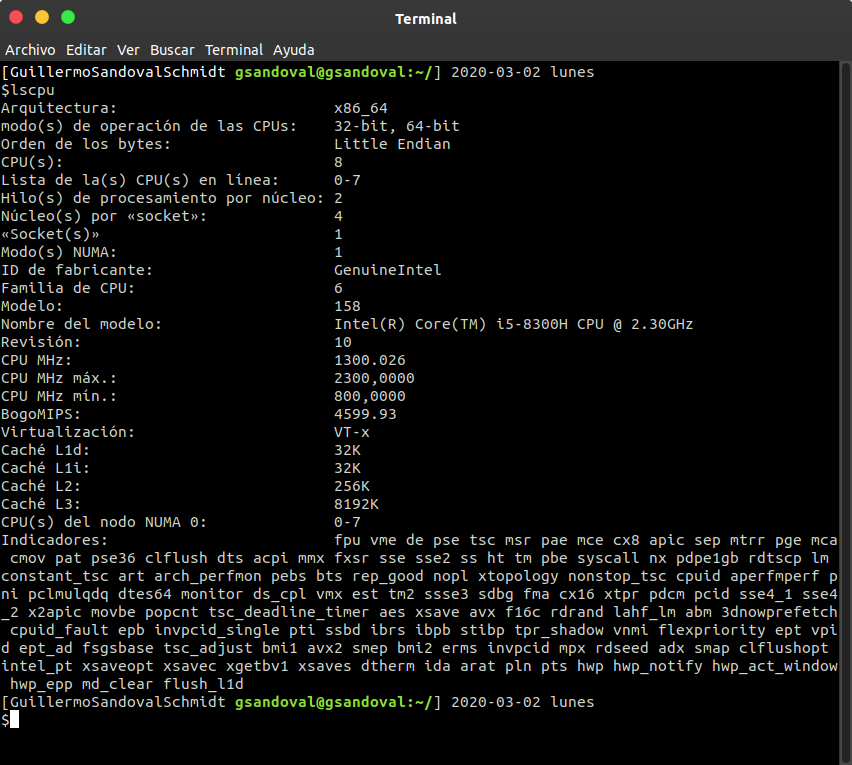 Terminal
Archivo Editar Ver Buscar Terminal Ayuda
[GuillermoSandovalSchmidt gsandoval@gsandoval:~/] 2020-03-02 lunes
$lscpu
Arquitectura: x86_64
modo(s) de operación de las CPUs: 32-bit, 64-bit
Orden de los bytes: Little Endian
CPU(s): 8
Lista de la(s) CPU(s) en línea: 0-7
Hilo(s) de procesamiento por núcleo: 2
Núcleo(s) por «socket»: 4
«Socket(s)» 1
Modo(s) NUMA: 1
ID de fabricante: GenuineIntel
Familia de CPU: 6
Modelo: 158
Nombre del modelo: Intel(R) Core(TM) i5-8300H CPU @ 2.30GHz
Revisión: 10
CPU MHz: 1300.026
CPU MHz máx.: 2300,0000
CPU MHz mín.: 800,0000
BogoMIPS: 4599.93
Virtualización: VT-x
Caché L1d: 32K
Caché L1i: 32K
Caché L2: 256K
Caché L3: 8192K
CPU(s) del nodo NUMA 0: 0-7
Indicadores: fpu vme de pse tsc msr pae mce cx8 apic sep mtrr pge mca
cmov pat pse36 clflush dts acpi mmx fxsr sse sse2 ss ht tm pbe syscall nx pdpe1gb rdtscp lm
constant_tsc art arch_perfmon pebs bts rep_good nopl xtopology nonstop_tsc cpuid aperfmperf p
ni pclmulqdq dtes64 monitor ds_cpl vmx est tm2 ssse3 sdbg fma cx16 xtpr pdcm pcid sse4_1 sse4
_2 x2apic movbe popcnt tsc_deadline_timer aes xsave avx f16c rdrand lahf_lm abm 3dnowprefetch
cpuid_fault epb invpcid_single pti ssbd ibrs ibpb stibp tpr_shadow vnmi flexpriority ept vpi
d ept_ad fsgsbase tsc_adjust bmi1 avx2 smep bmi2 erms invpcid mpx rdseed adx smap clflushopt
intel_pt xsaveopt xsavec xgetbv1 xsaves dtherm ida arat pln pts hwp hwp_notify hwp_act_window
hwp_epp md_clear flush_l1d
[GuillermoSandovalSchmidt gsandoval@gsandoval:~/] 2020-03-02 lunes
$